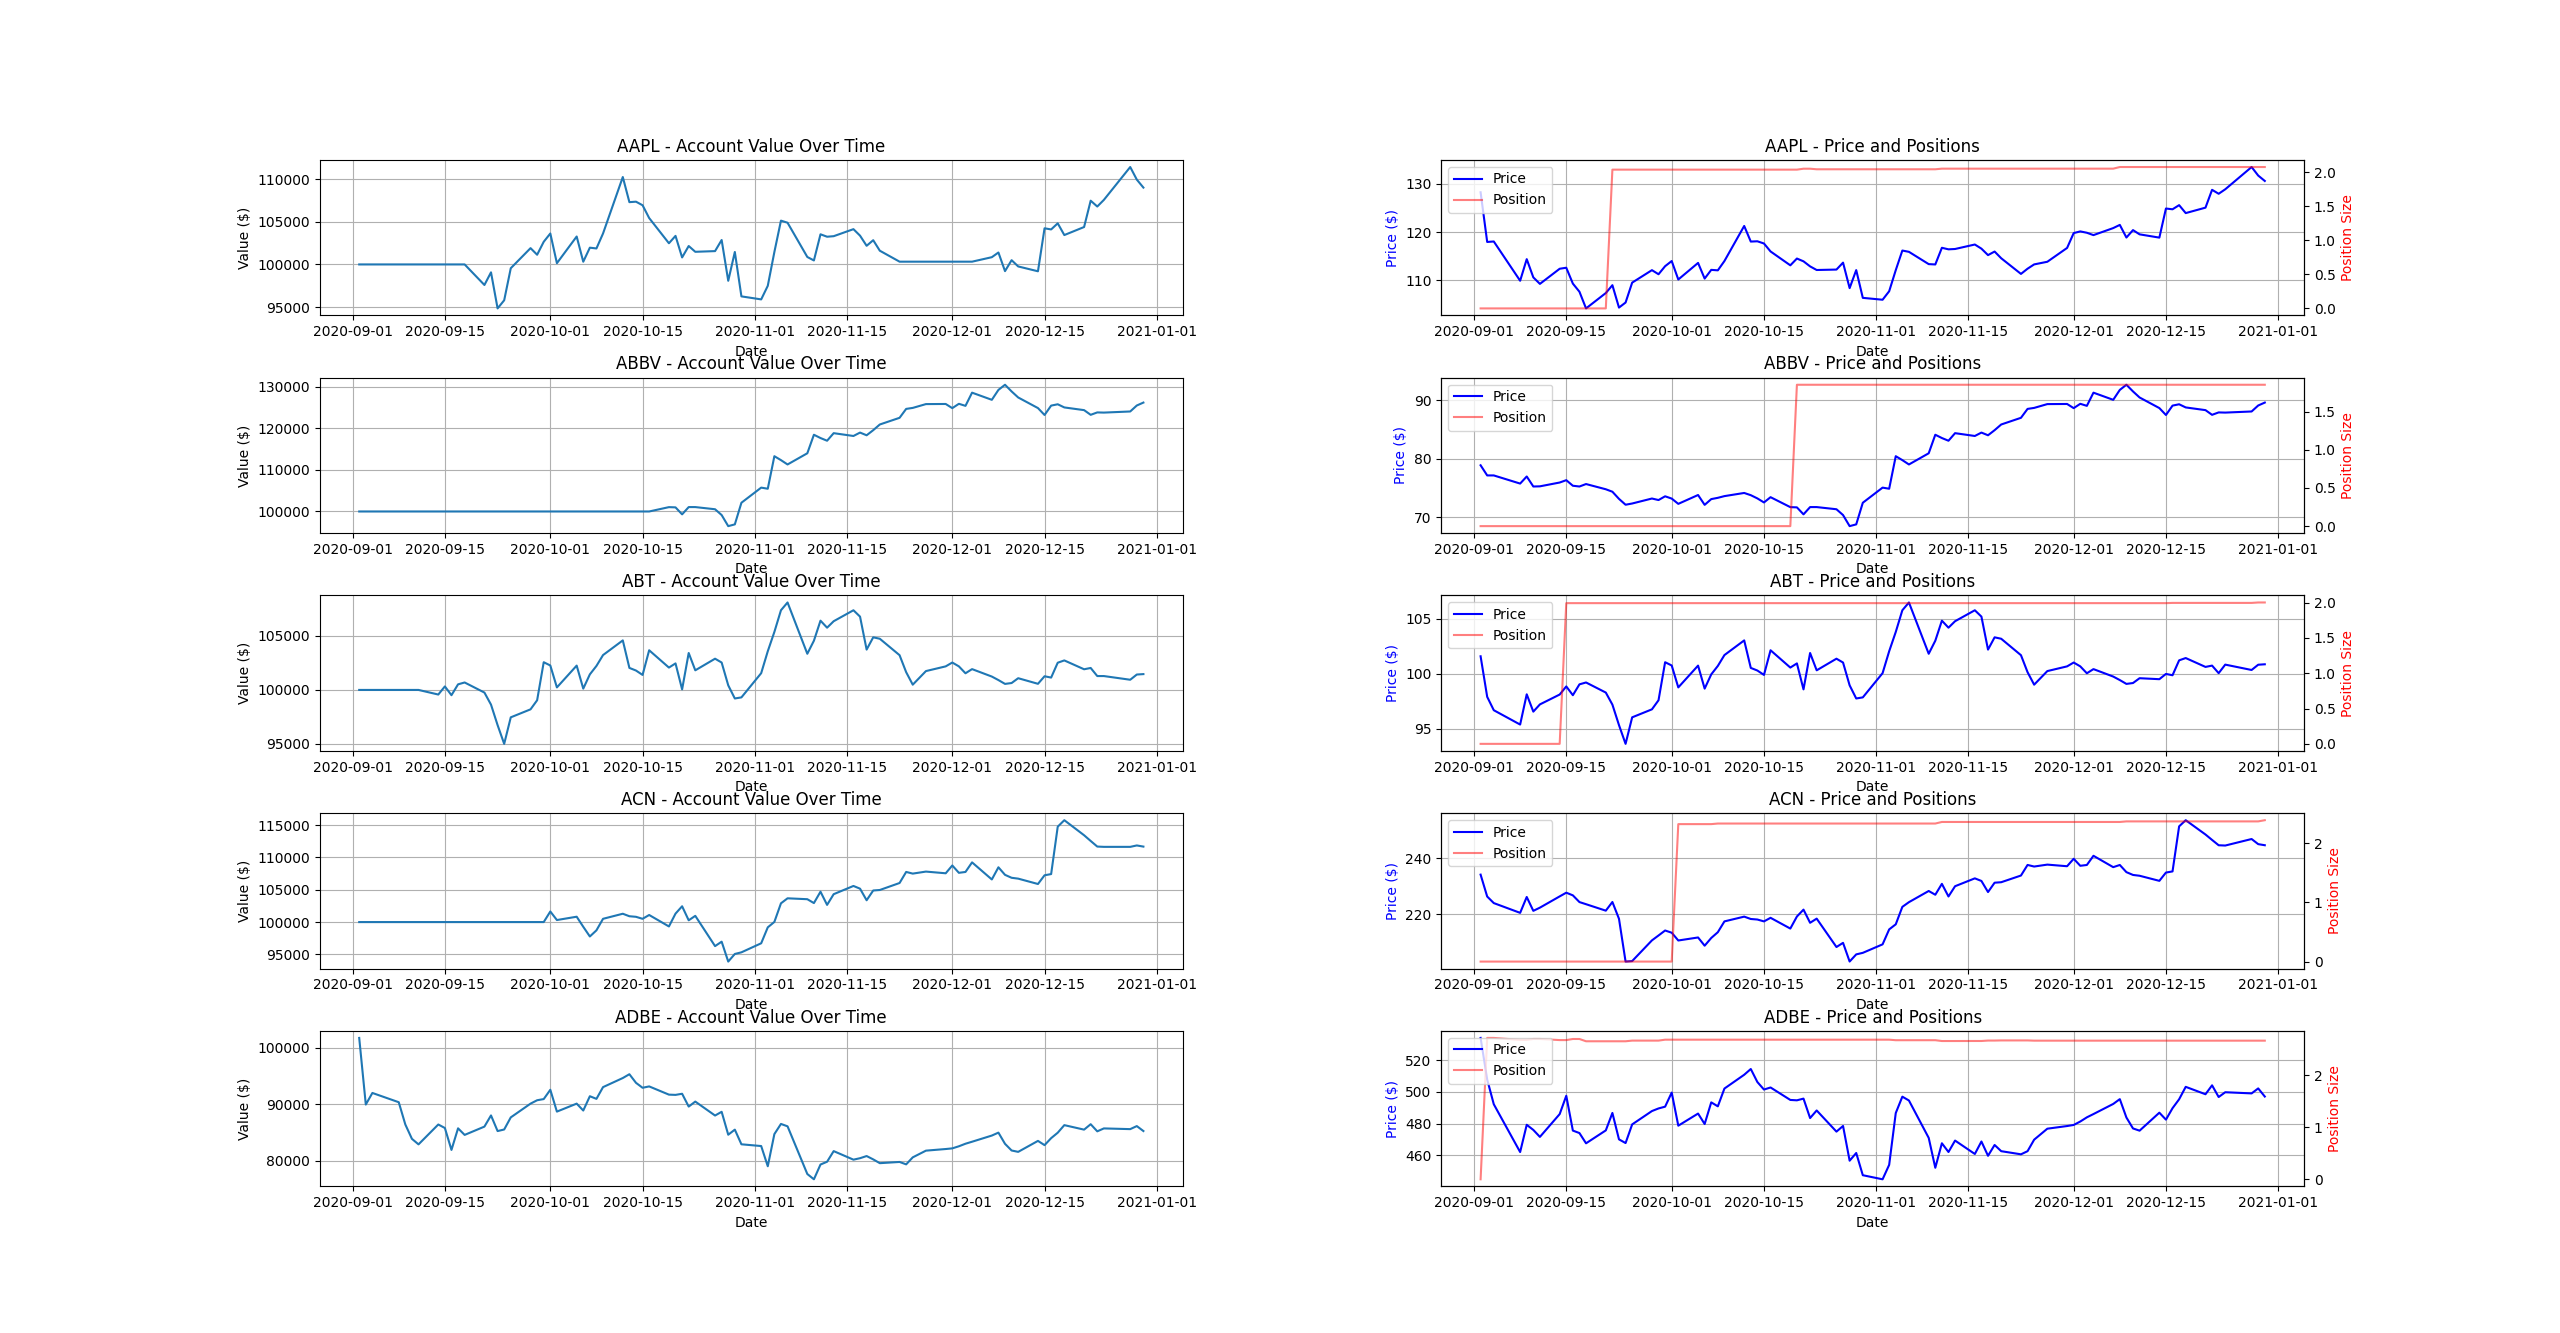 AAPL - Account Value Over Time
Value ($)
110000
105000
100000
95000
2020-09-01 2020-09-15 2020-10-01 2020-10-15 2020-11-01 2020-11-15 2020-12-01 2020-12-15 2021-01-01
Date
AAPL - Price and Positions
Price ($)
130
120
110
Price
Position
2.0
1.5
1.0
0.5
0.0
Position Size
2020-09-01 2020-09-15 2020-10-01 2020-10-15 2020-11-01 2020-11-15 2020-12-01 2020-12-15 2021-01-01
Date
ABBV - Account Value Over Time
Value ($)
130000
120000
110000
100000
2020-09-01 2020-09-15 2020-10-01 2020-10-15 2020-11-01 2020-11-15 2020-12-01 2020-12-15 2021-01-01
Date
ABBV - Price and Positions
Price ($)
90
80
70
Price
Position
1.5
1.0
0.5
0.0
Position Size
2020-09-01 2020-09-15 2020-10-01 2020-10-15 2020-11-01 2020-11-15 2020-12-01 2020-12-15 2021-01-01
Date
ABT - Account Value Over Time
Value ($)
105000
100000
95000
2020-09-01 2020-09-15 2020-10-01 2020-10-15 2020-11-01 2020-11-15 2020-12-01 2020-12-15 2021-01-01
Date
ABT - Price and Positions
Price ($)
105
100
95
Price
Position
2.0
1.5
1.0
0.5
0.0
Position Size
2020-09-01 2020-09-15 2020-10-01 2020-10-15 2020-11-01 2020-11-15 2020-12-01 2020-12-15 2021-01-01
Date
ACN - Account Value Over Time
Value ($)
115000
110000
105000
100000
95000
2020-09-01 2020-09-15 2020-10-01 2020-10-15 2020-11-01 2020-11-15 2020-12-01 2020-12-15 2021-01-01
Date
ACN - Price and Positions
Price ($)
240
220
Price
Position
2
1
0
Position Size
2020-09-01 2020-09-15 2020-10-01 2020-10-15 2020-11-01 2020-11-15 2020-12-01 2020-12-15 2021-01-01
Date
ADBE - Account Value Over Time
Value ($)
100000
90000
80000
2020-09-01 2020-09-15 2020-10-01 2020-10-15 2020-11-01 2020-11-15 2020-12-01 2020-12-15 2021-01-01
Date
ADBE - Price and Positions
Price ($)
520
500
480
460
Price
Position
2
1
0
Position Size
2020-09-01 2020-09-15 2020-10-01 2020-10-15 2020-11-01 2020-11-15 2020-12-01 2020-12-15 2021-01-01
Date